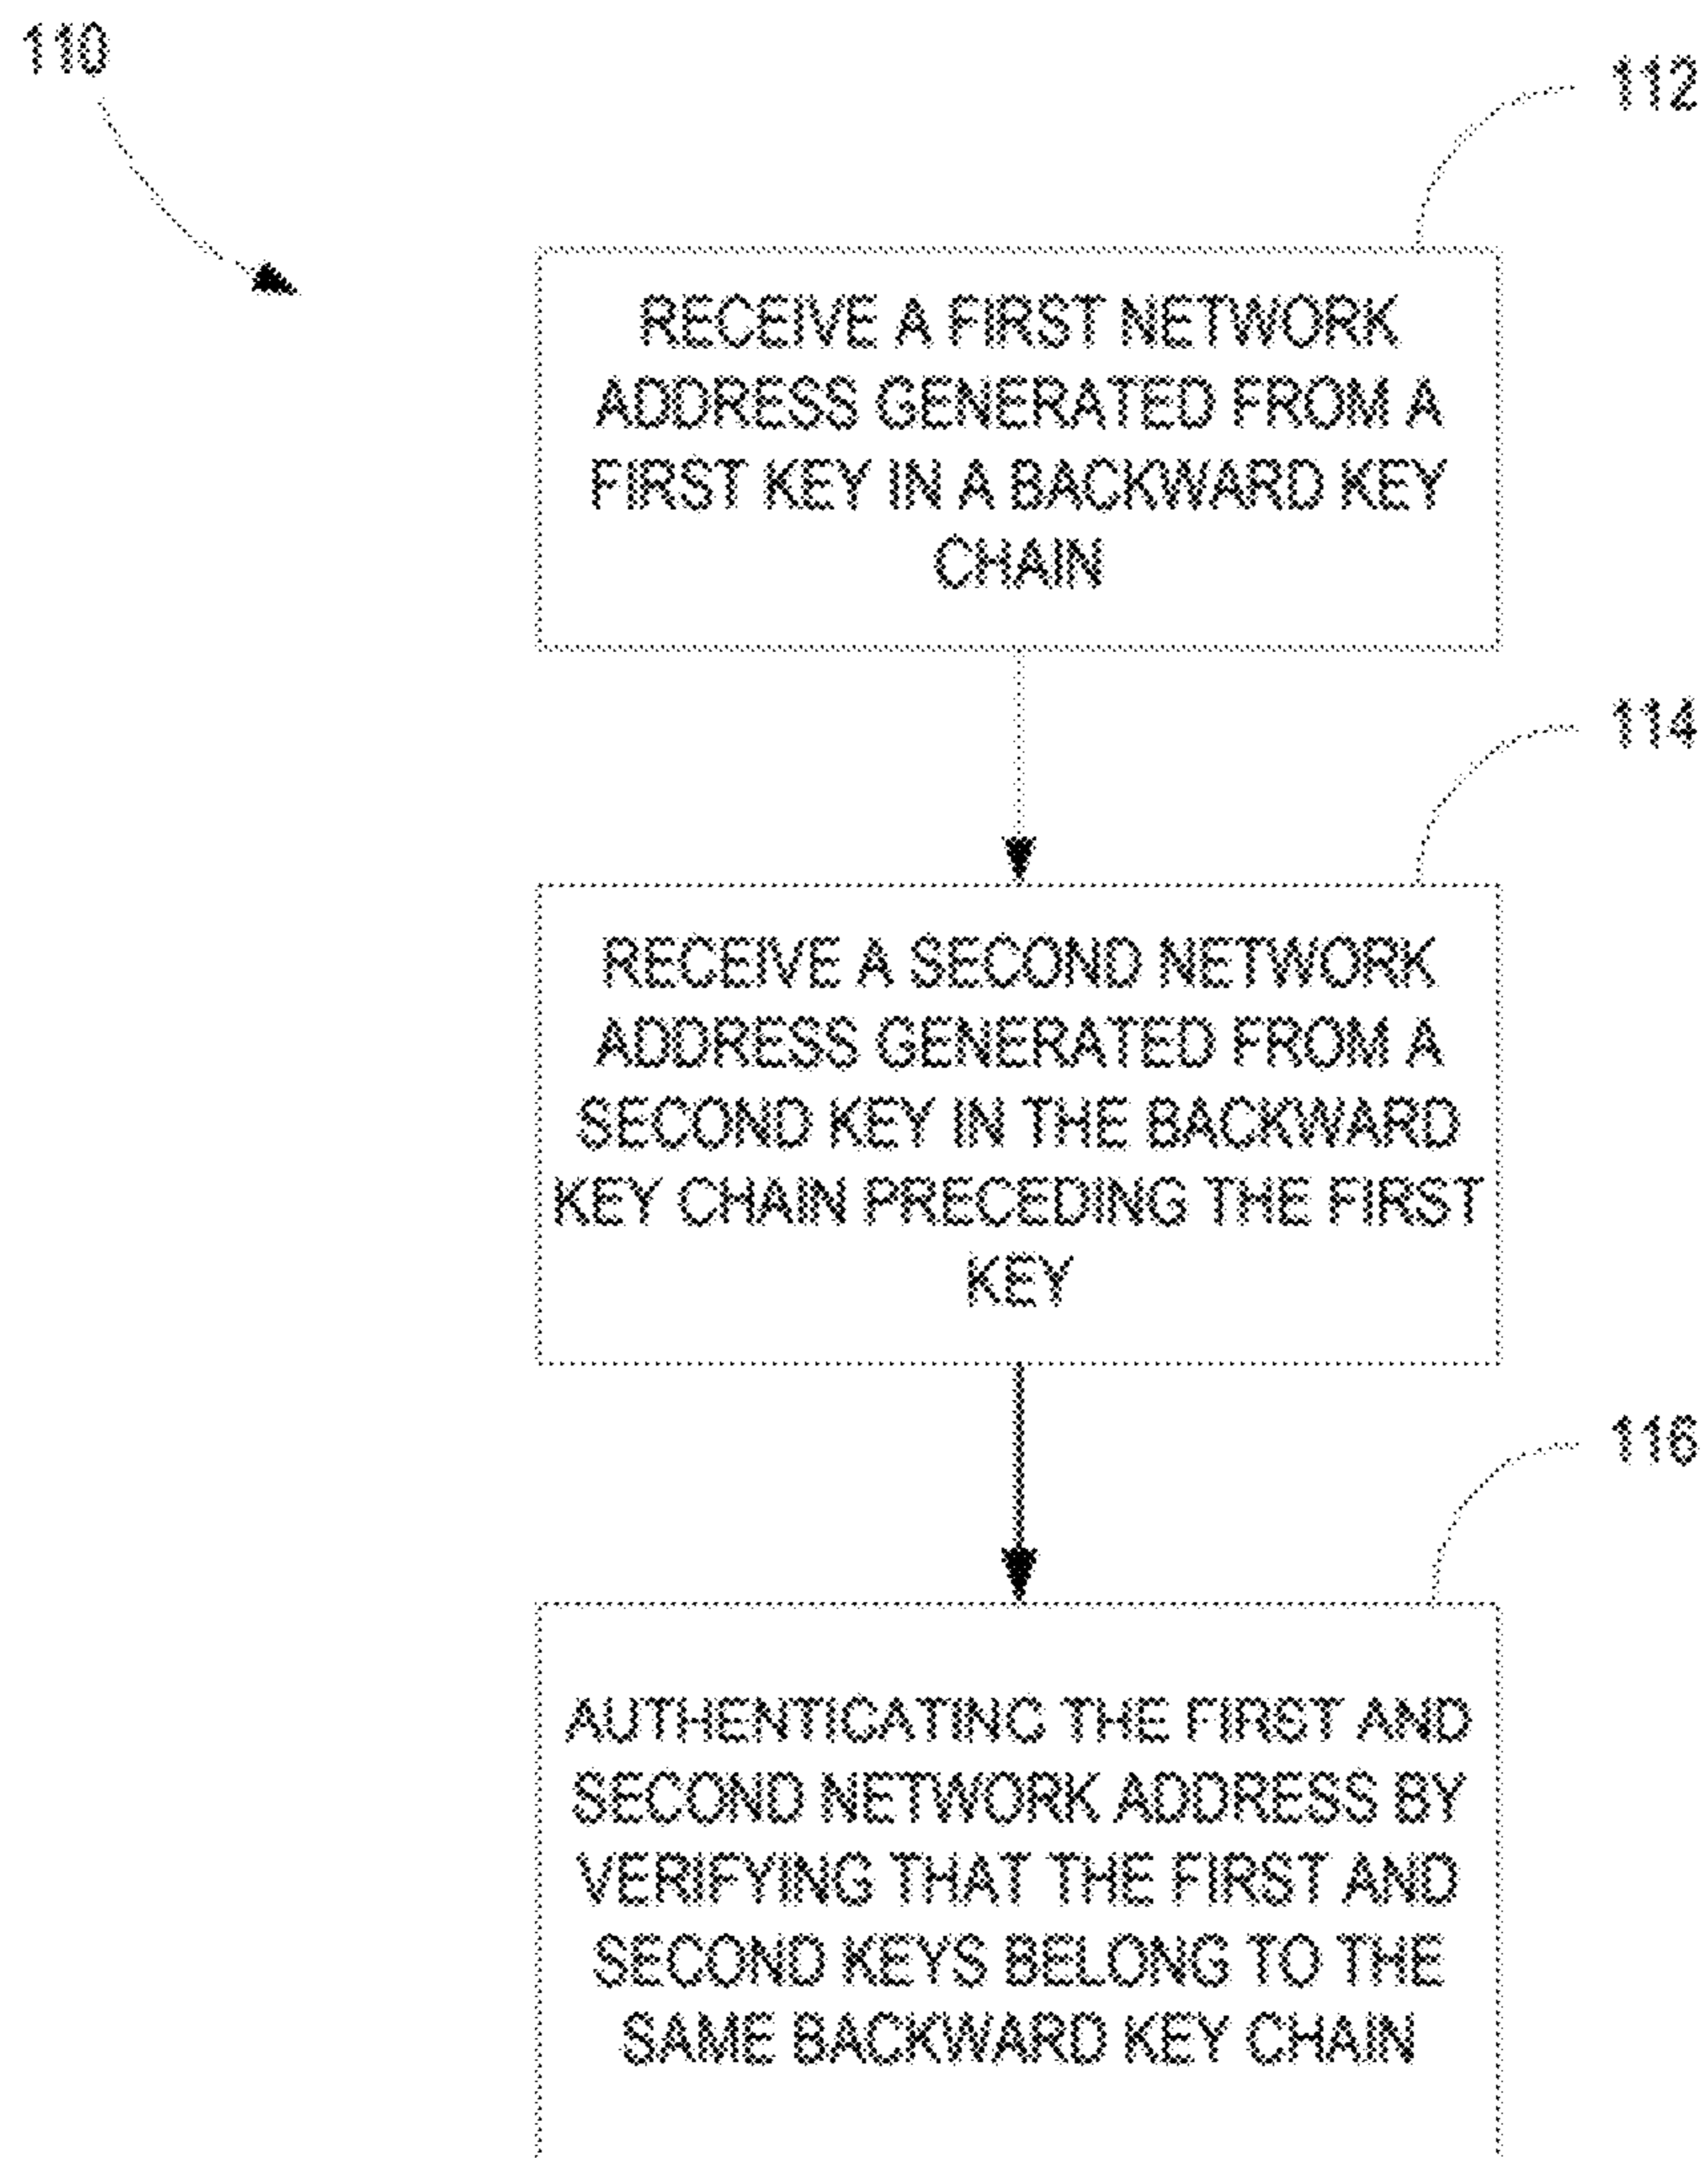 110
112
RECEIVE A FIRST NETWORK
ADDRESS GENERATED FROM A
FIRST KEY IN A BACKWARD KEY
CHAIN
114
RECEIVE A SECOND NETWORK
ADDRESS GENERATED FROM A
SECOND KEY IN THE BACKWARD
KEY CHAIN PRECEDING THE FIRST
KEY
116
AUTHENTICATING THE FIRST AND
SECOND NETWORK ADDRESS BY
VERIFYING THAT THE FIRST AND
SECOND KEYS BELONG TO THE
SAME BACKWARD KEY CHAIN